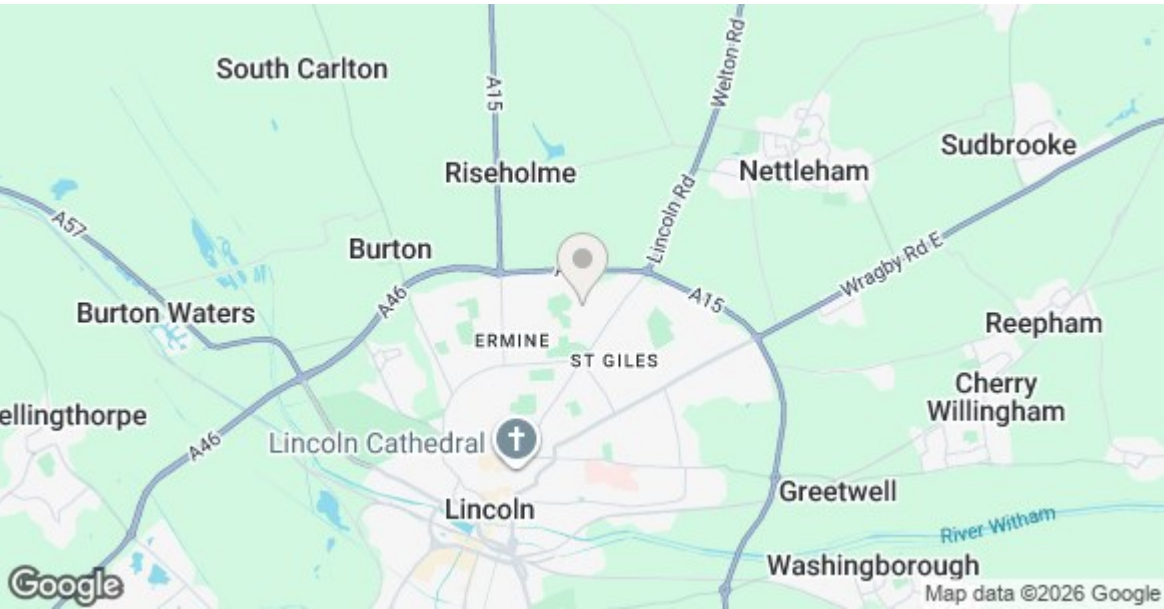 South Carlton
A15
Welton Rd
Sudbrooke
Riseholme
Nettleham
Lincoln Rd
A57
Burton
Wragby Rd E
A46
A15
Burton Waters
Reepham
ERMINE
ST GILES
Cherry
Willingham
ellingthorpe
A46
Lincoln Cathedral
Lincoln
Greetwell
River Witham
Washingborough
Google
Map data ©2026 Google